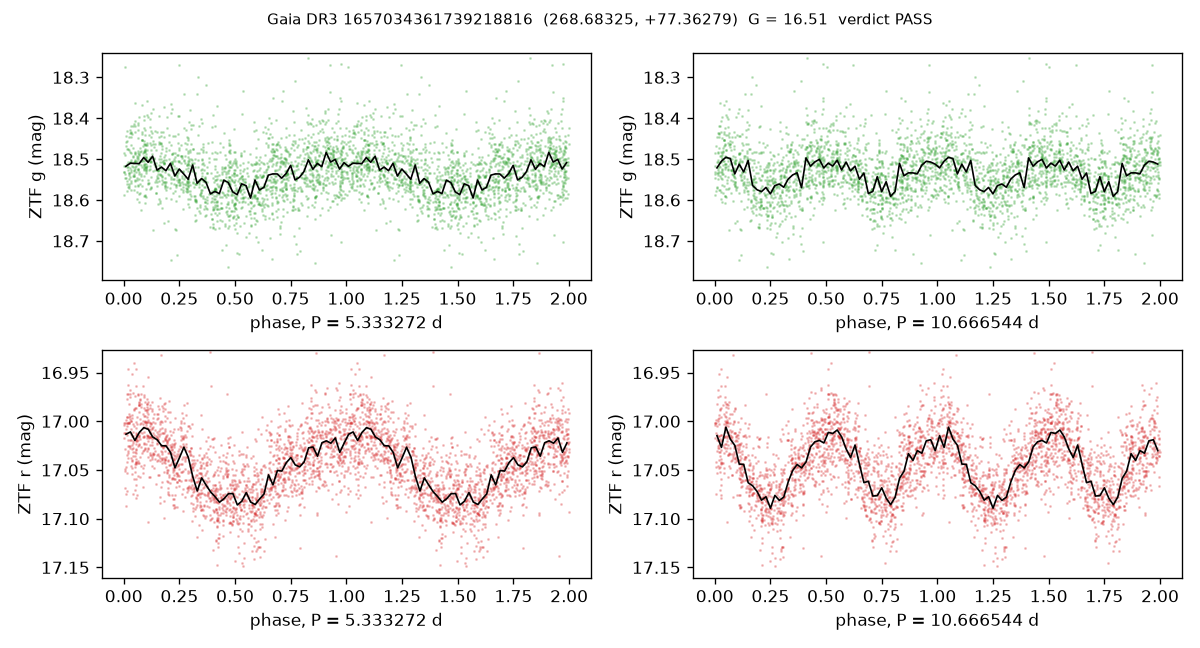 Gaia DR3 1657034361739218816 (268.68325, +77.36279) G = 16.51 verdict PASS
ZTF g (mag)
18.3
18.4
18.5
18.6
18.7
0.00 0.25 0.50 0.75 1.00 1.25 1.50 1.75 2.00
phase, P = 5.333272 d
ZTF g (mag)
18.3
18.4
18.5
18.6
18.7
0.00 0.25 0.50 0.75 1.00 1.25 1.50 1.75 2.00
phase, P = 10.666544 d
ZTF r (mag)
16.95
17.00
17.05
17.10
17.15
0.00 0.25 0.50 0.75 1.00 1.25 1.50 1.75 2.00
phase, P = 5.333272 d
ZTF r (mag)
16.95
17.00
17.05
17.10
17.15
0.00 0.25 0.50 0.75 1.00 1.25 1.50 1.75 2.00
phase, P = 10.666544 d